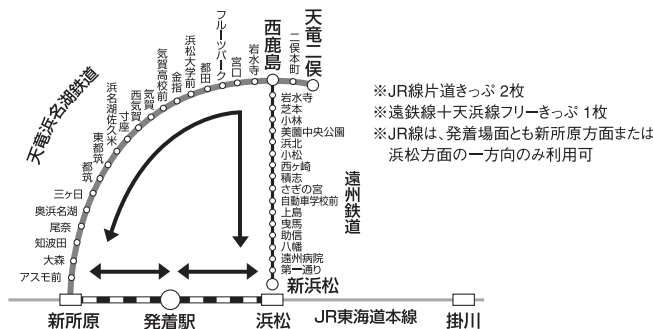 天竜二俣
西鹿島
二俣本町
岩水寺
宮口
フルーツパーク
都田
浜松大学前
金指
気賀高校前
気賀
西気賀
寸座
浜名湖佐久米
東都筑
都筑
三ヶ日
奥浜名湖
尾奈
知波田
大森
アスモ前
天竜浜名湖鉄道
岩水寺
芝本
小林
美薗中央公園
浜北
小松
西ヶ崎
積志
さぎの宮
自動車学校前
上島
曳馬
助信
八幡
遠州病院
第一通り
新浜松
遠州鉄道
※JR線片道きっぷ 2枚
※遠鉄線＋天浜線フリーきっぷ 1枚
※JR線は、発着場面とも新所原方面または
浜松方面の一方向のみ利用可
新所原
発着駅
浜松
JR東海道本線
掛川